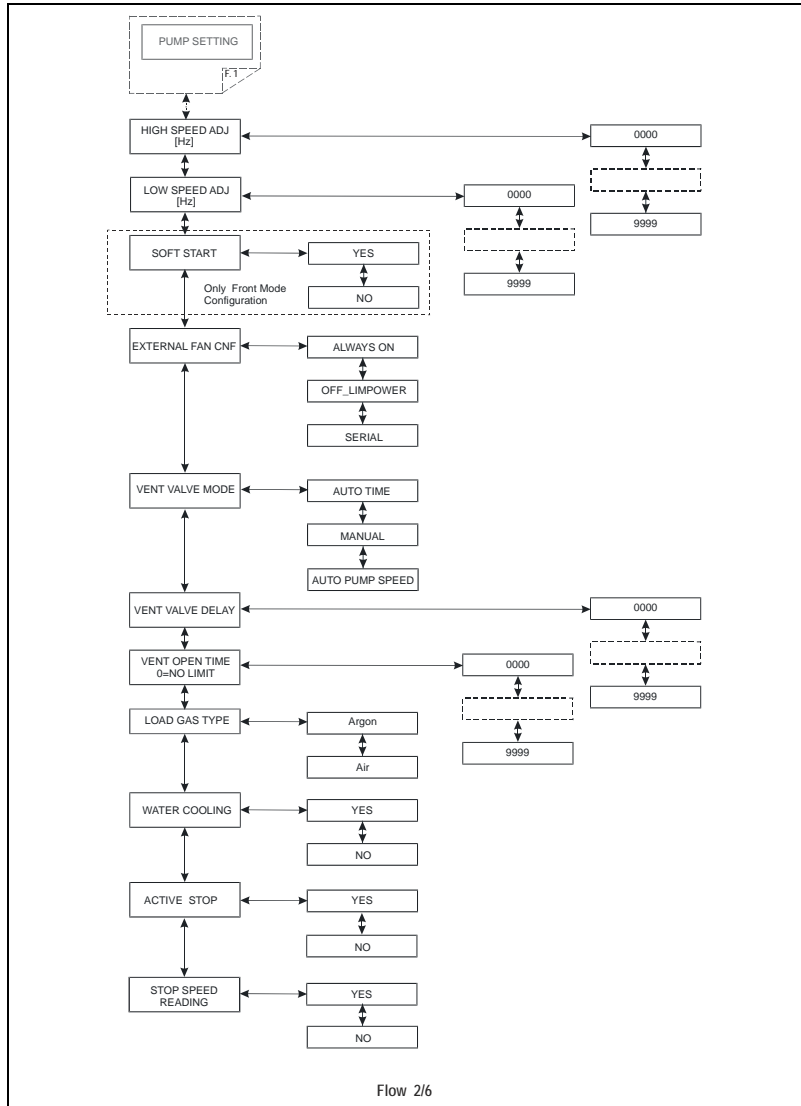 PUMP SETTING
F.1
HIGH SPEED ADJ
[Hz]
0000
9999
LOW SPEED ADJ
[Hz]
0000
9999
SOFT START
YES
NO
Only Front Mode
Configuration
EXTERNAL FAN CNF
ALWAYS ON
OFF_LIMPOWER
SERIAL
VENT VALVE MODE
AUTO TIME
MANUAL
AUTO PUMP SPEED
VENT VALVE DELAY
0000
9999
VENT OPEN TIME
0=NO LIMIT
0000
9999
LOAD GAS TYPE
Argon
Air
WATER COOLING
YES
NO
ACTIVE STOP
YES
NO
STOP SPEED
READING
YES
NO
Flow 2/6